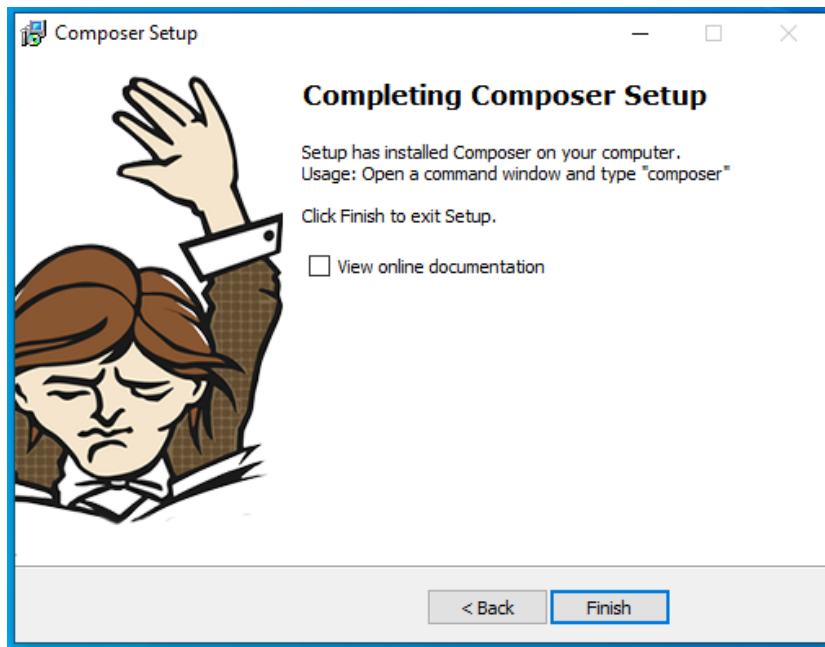 Composer Setup
Completing Composer Setup
Setup has installed Composer on your computer.
Usage: Open a command window and type "composer"
Click Finish to exit Setup.
View online documentation
< Back
Finish